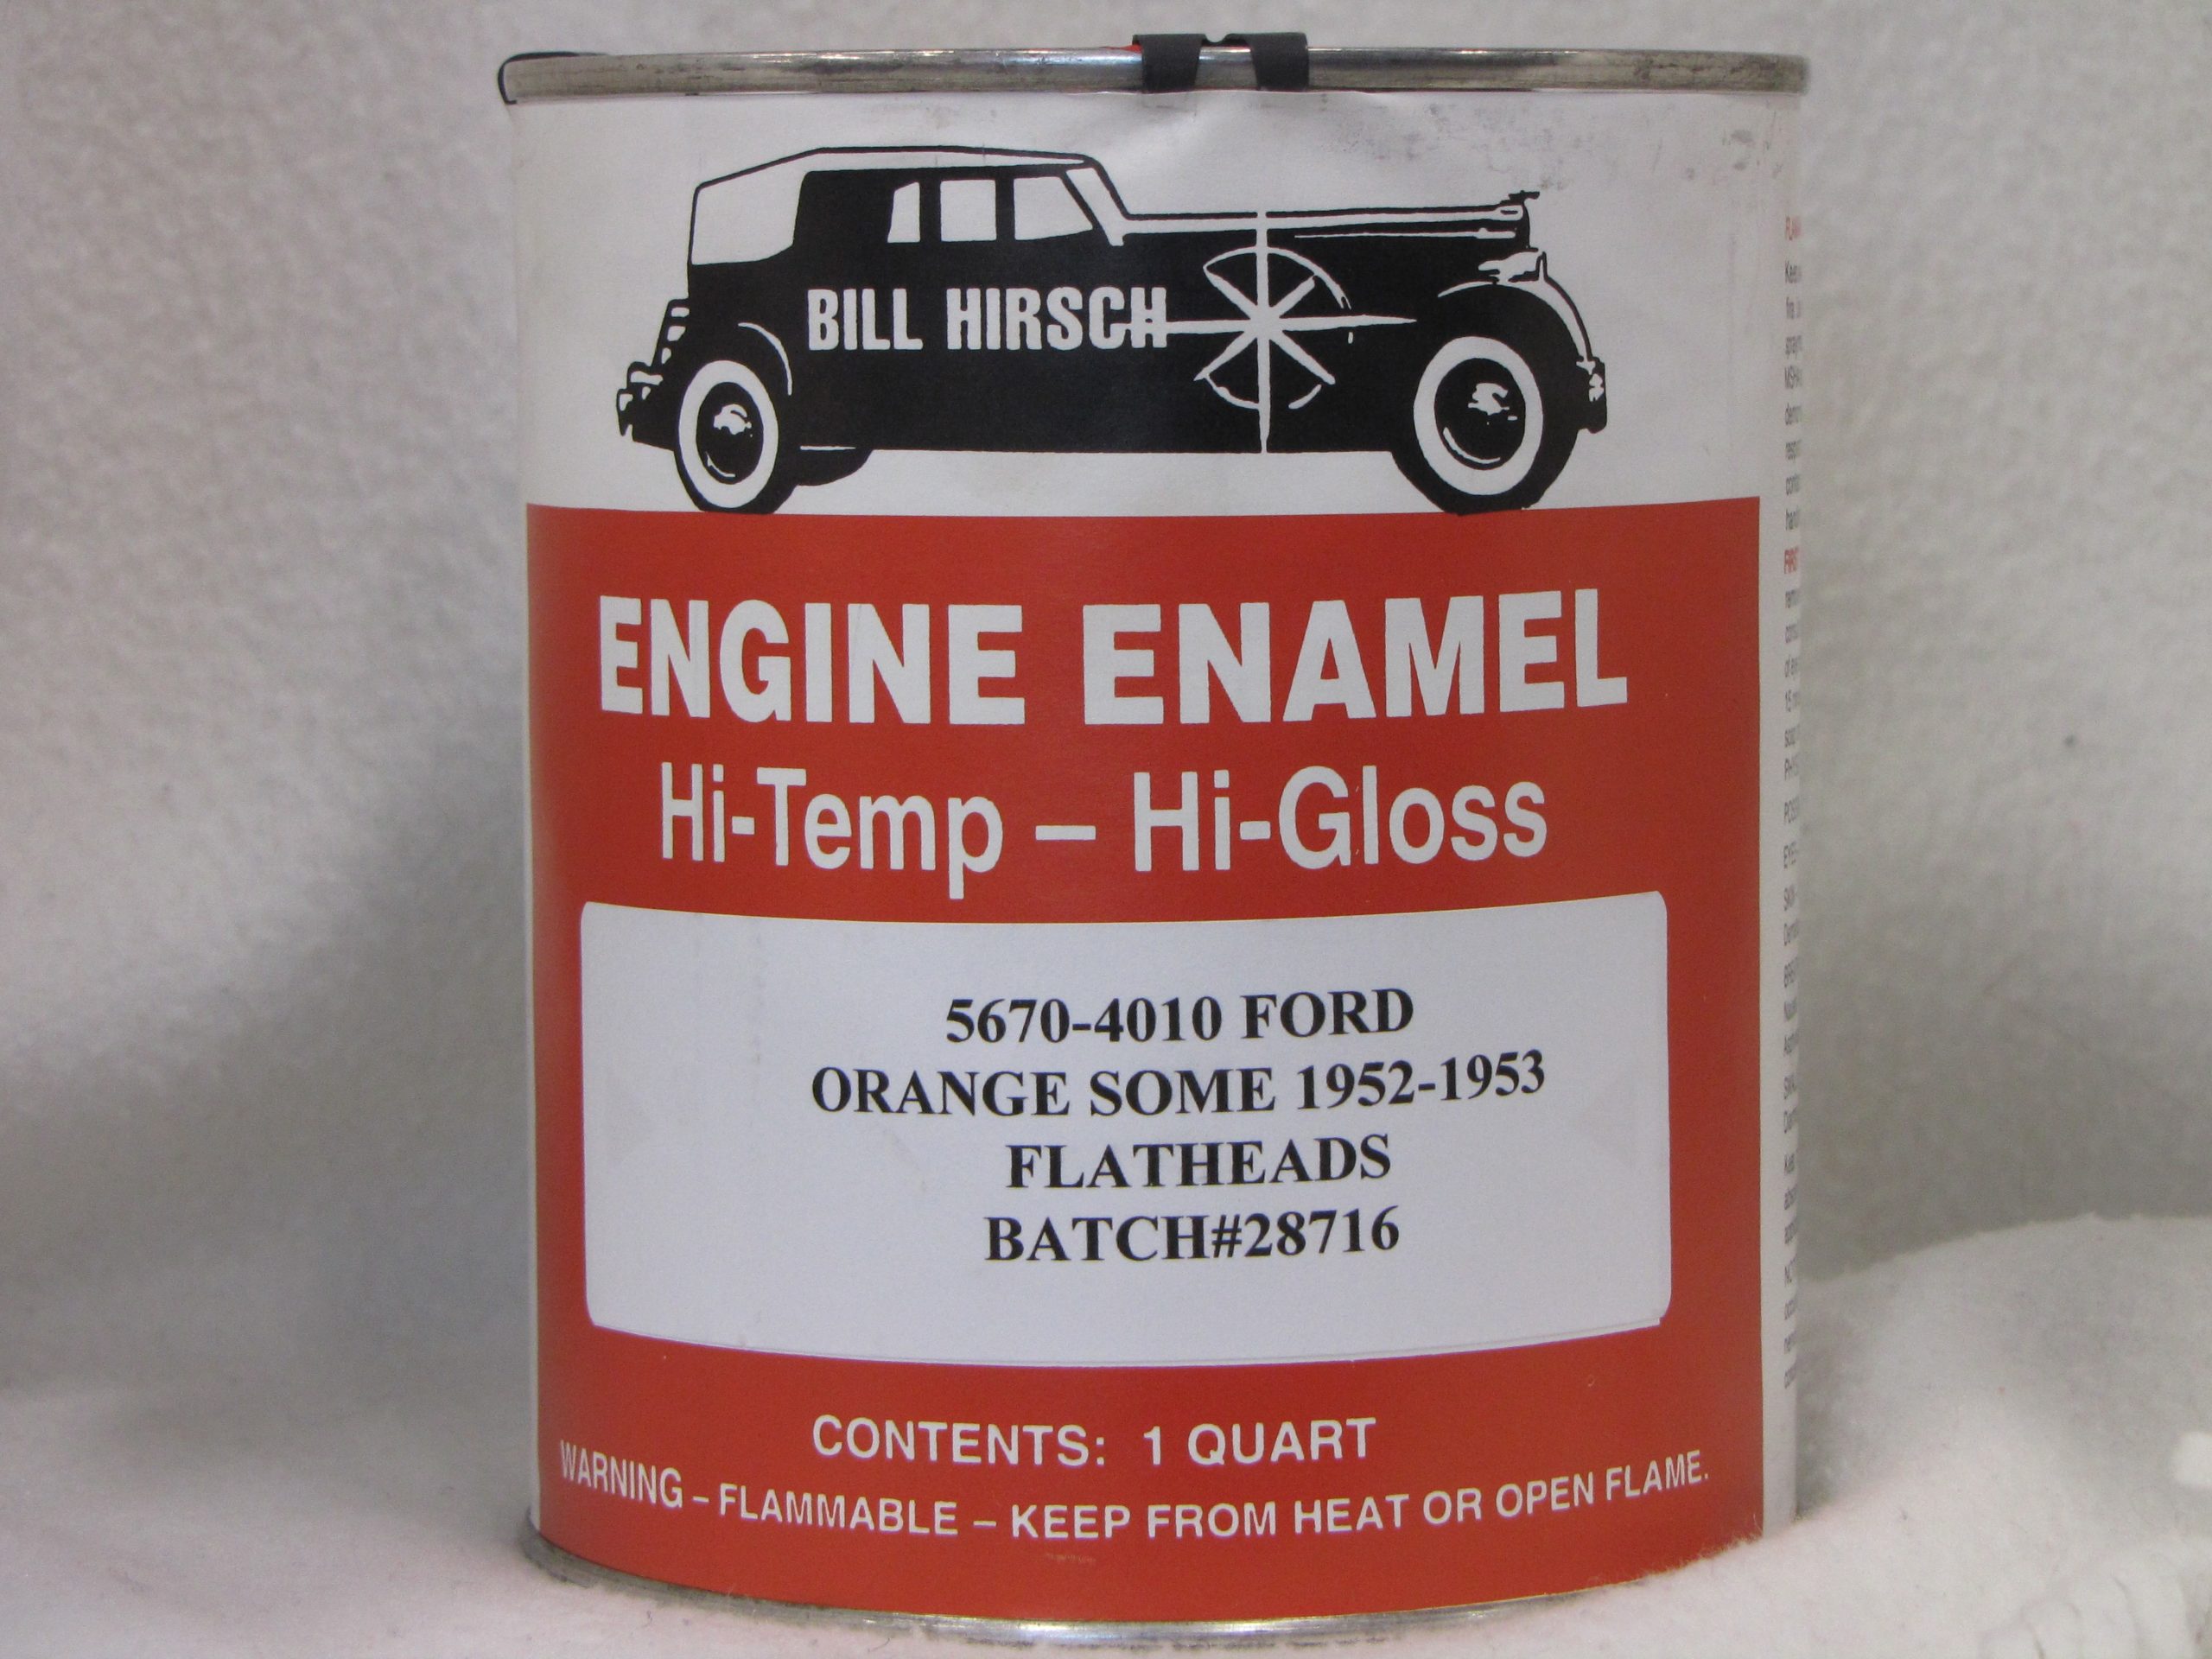 BILL HIRSCH
ENGINE ENAMEL
Hi-Temp – Hi-Gloss
5670-4010 FORD
ORANGE SOME 1952-1953
FLATHEADS
BATCH#28716
CONTENTS: 1 QUART
WARNING – FLAMMABLE – KEEP FROM HEAT OR OPEN FLAME.